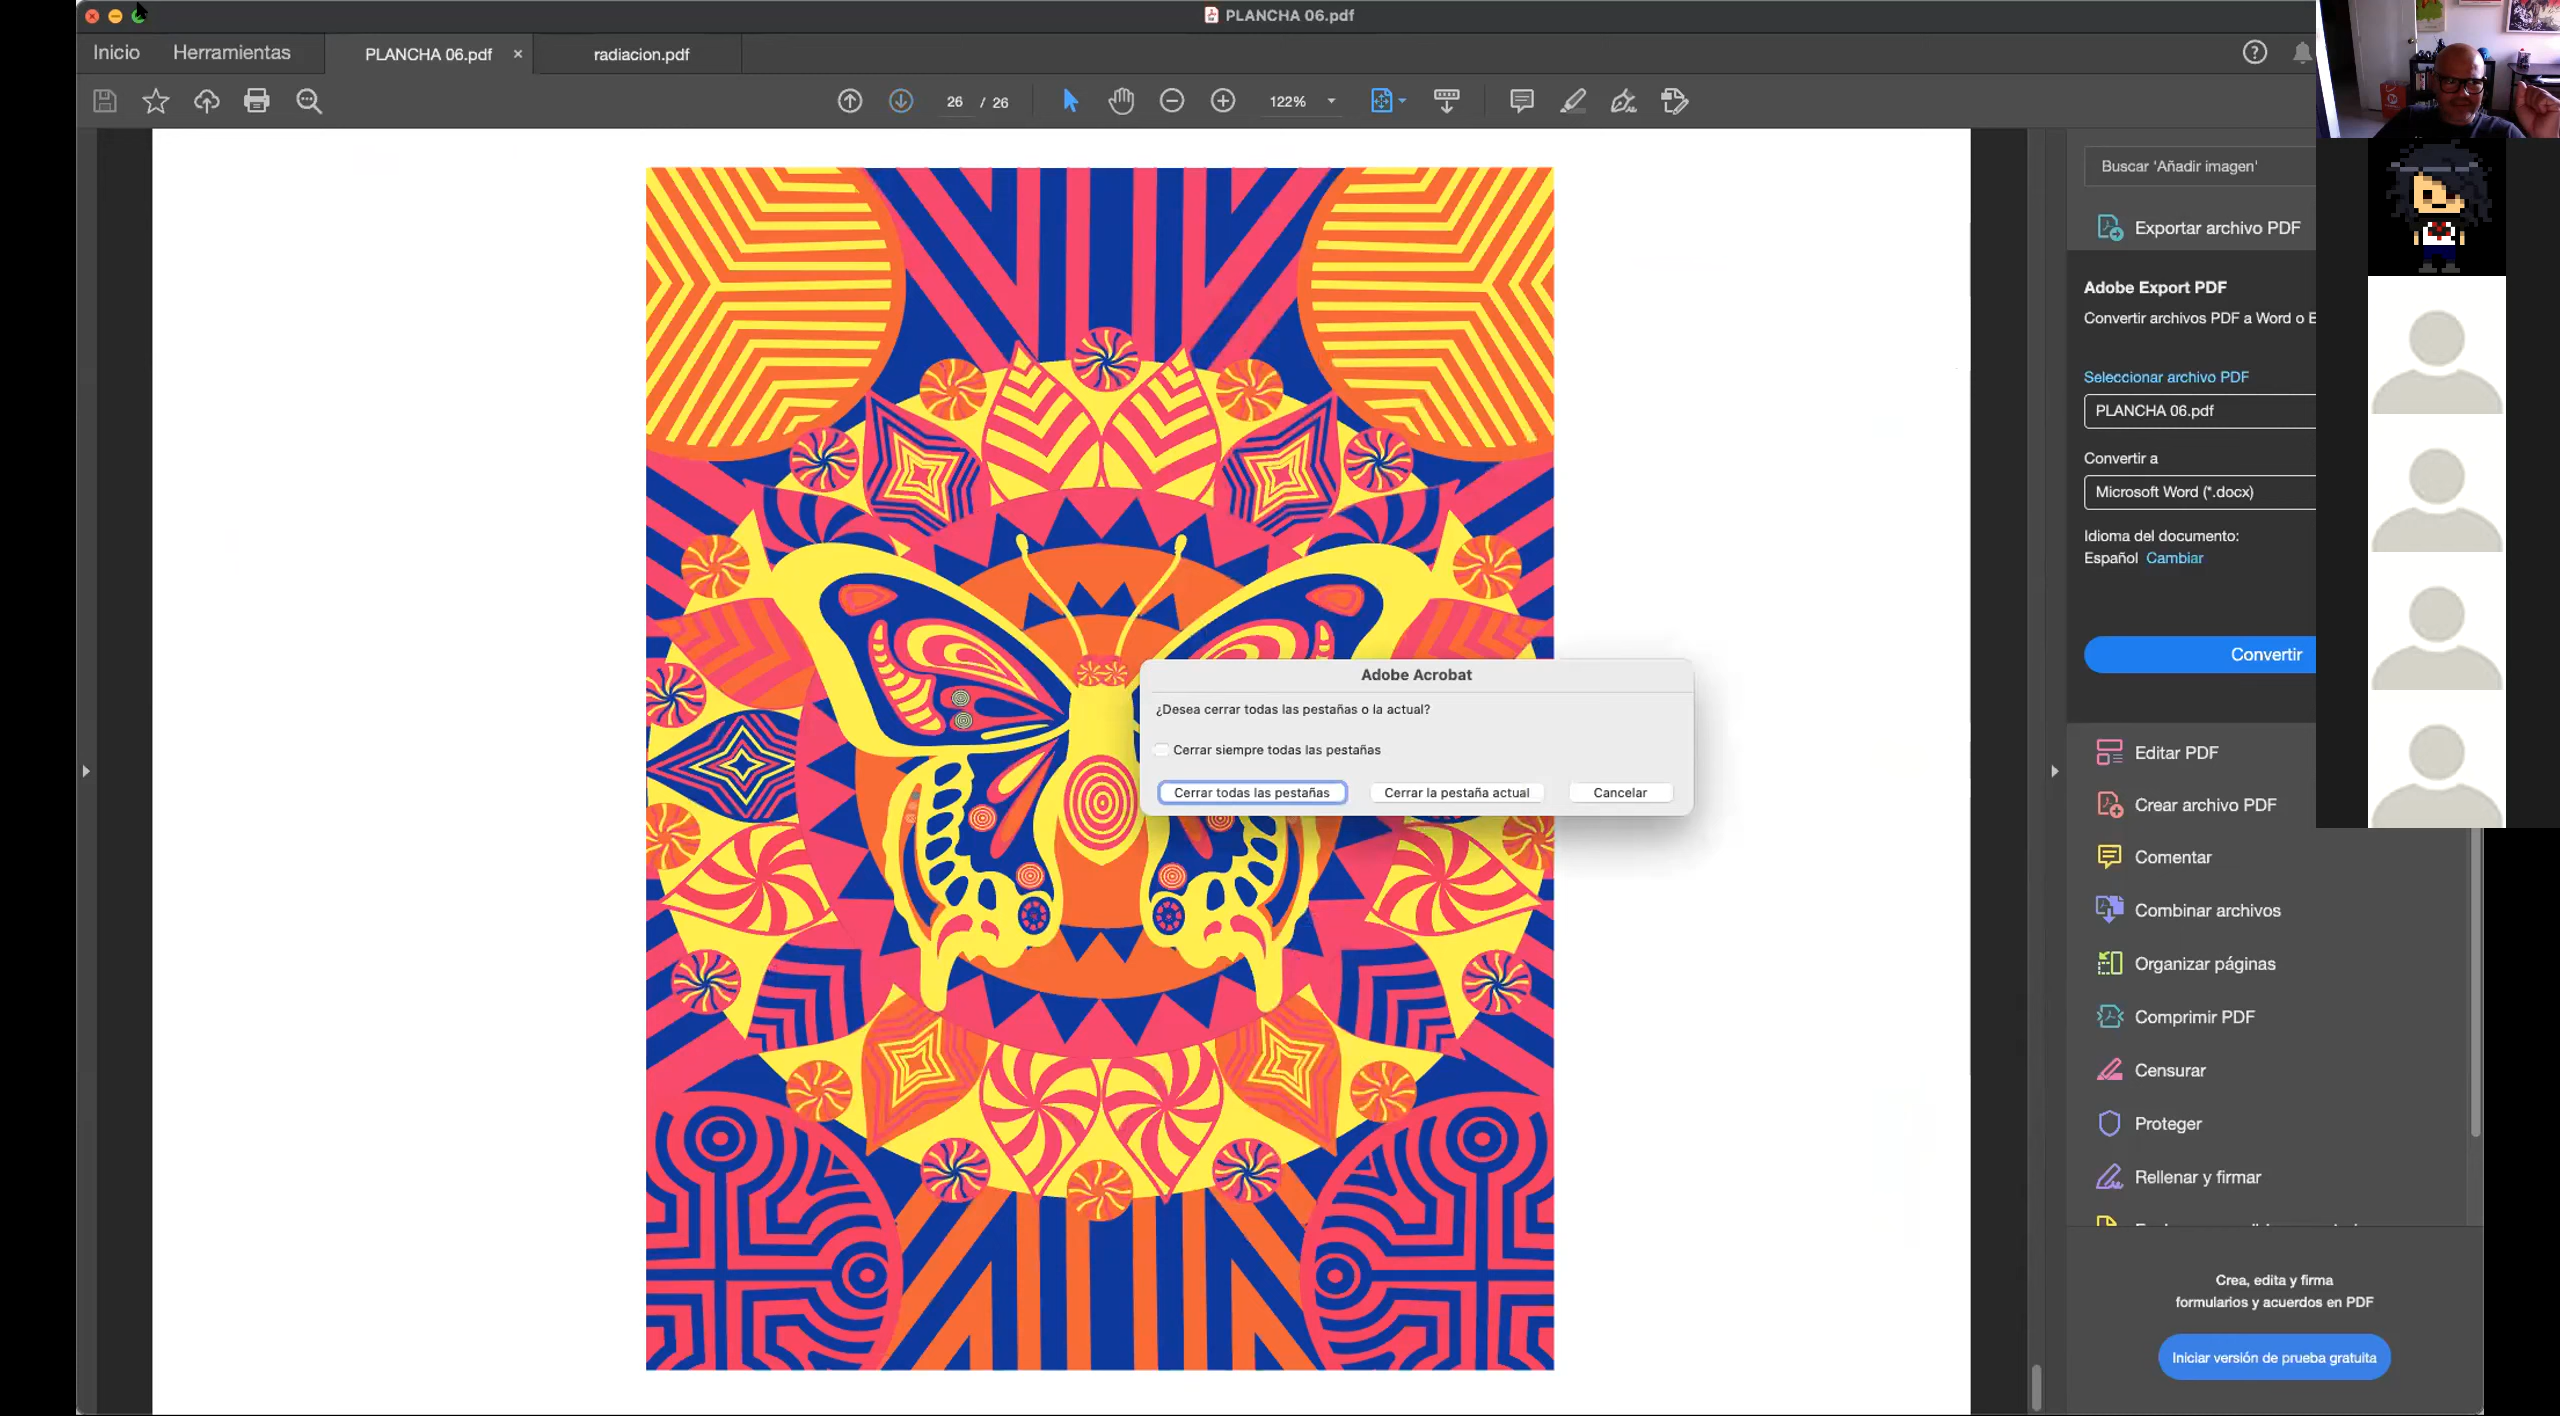 PLANCHA 06.pdf
Inicio
Herramientas
PLANCHA 06.pdf
radiacion.pdf
26 / 26
122%
Buscar 'Añadir imagen'
Exportar archivo PDF
Adobe Export PDF
Convertir archivos PDF a Word o E
Seleccionar archivo PDF
PLANCHA 06.pdf
Convertir a
Microsoft Word (*.docx)
Idioma del documento:
Español Cambiar
Convertir
Adobe Acrobat
¿Desea cerrar todas las pestañas o la actual?
Cerrar siempre todas las pestañas
Cerrar todas las pestañas
Cerrar la pestaña actual
Cancelar
Editar PDF
Crear archivo PDF
Comentar
Combinar archivos
Organizar páginas
Comprimir PDF
Censurar
Proteger
Rellenar y firmar
Crea, edita y firma
formularios y acuerdos en PDF
Iniciar versión de prueba gratuita